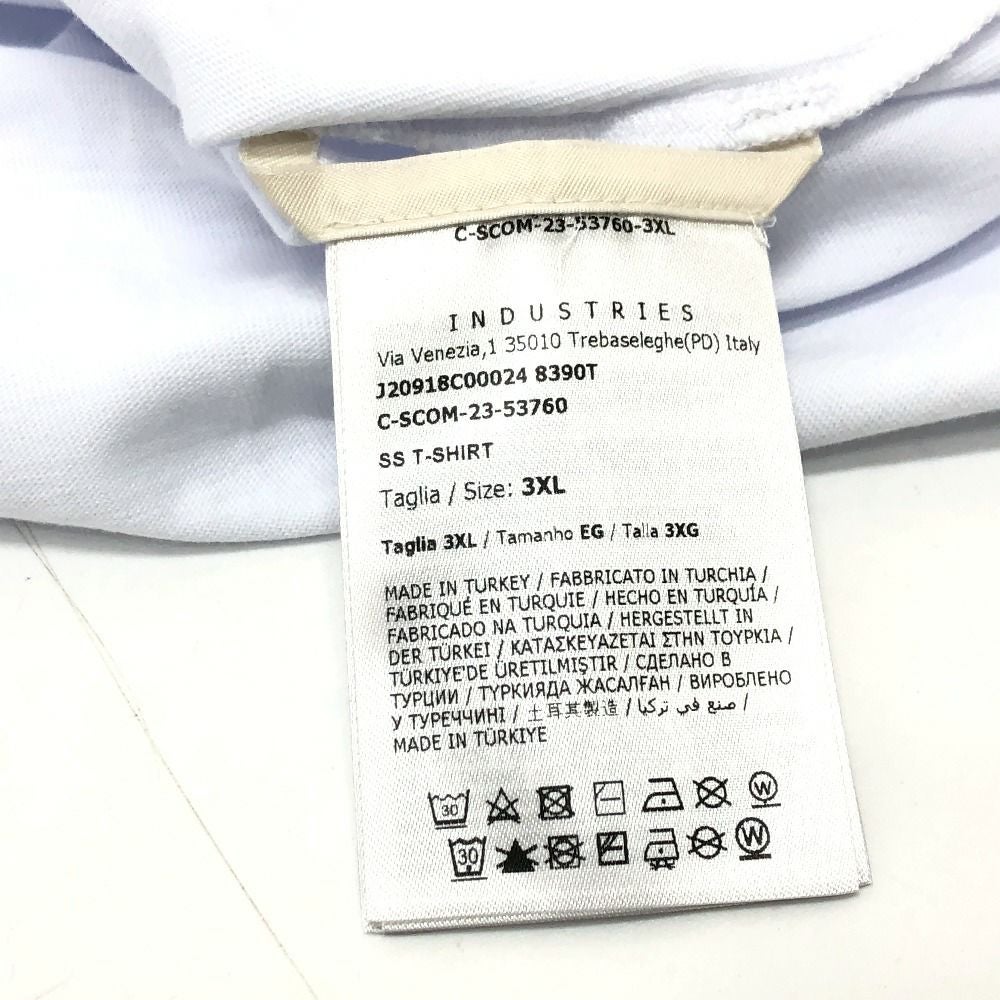 C-SCOM-23-53760-3XL
INDUSTRIES
Via Venezia,1 35010 Trebaseleghe(PD) Italy
J20918C00024 8390T
C-SCOM-23-53760
SS T-SHIRT
Taglia / Size: 3XL
Taglia 3XL / Tamanho EG / Talla 3XG
MADE IN TURKEY / FABBRICATO IN TURCHIA /
FABRIQUÉ EN TURQUIE / HECHO EN TURQUÍA /
FABRICADO NA TURQUIA / HERGESTELLT IN
DER TÜRKEI / ΚΑΤΑΣΚΕΥΑΖΕΤΑΙ ΣΤΗΝ ΤΟΥΡΚΙΑ /
TÜRKIYE'DE ÜRETILMIŞTIR / СДЕЛАНО В
ТУРЦИИ / ТҮРКИЯДА ЖАСАЛҒАН / ВИРОБЛЕНО
У ТУРЕЧЧИНІ / 土耳其製造 / صنع في تركيا /
MADE IN TÜRKIYE
30 W
30 W